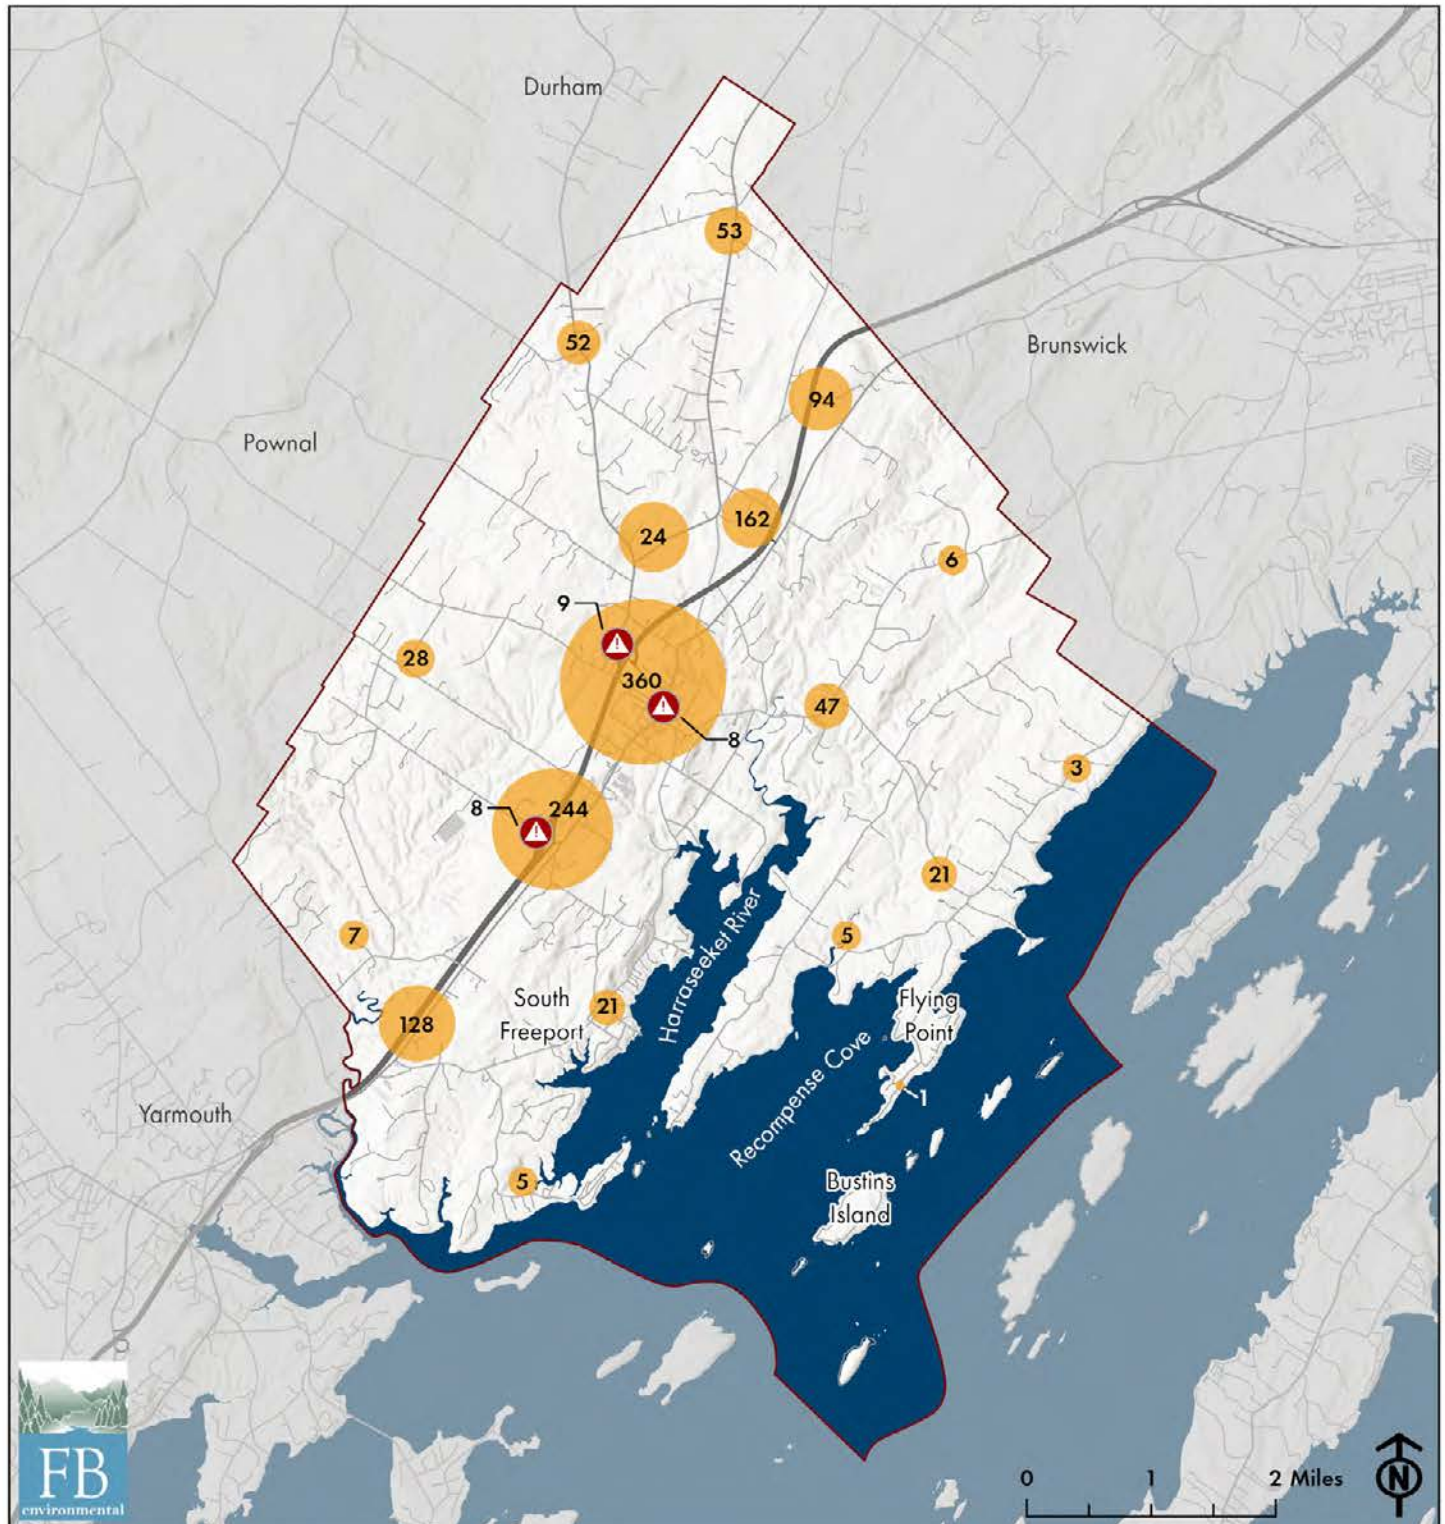 Durham
53
Brunswick
52
94
Pownal
162
24
6
9
28
360
47
8
3
8
244
21
7
5
Harraseeket River
South
Freeport
21
Flying
Point
128
Recompense Cove
1
Yarmouth
5
Bustins
Island
FB
environmental
0 1 2 Miles
N